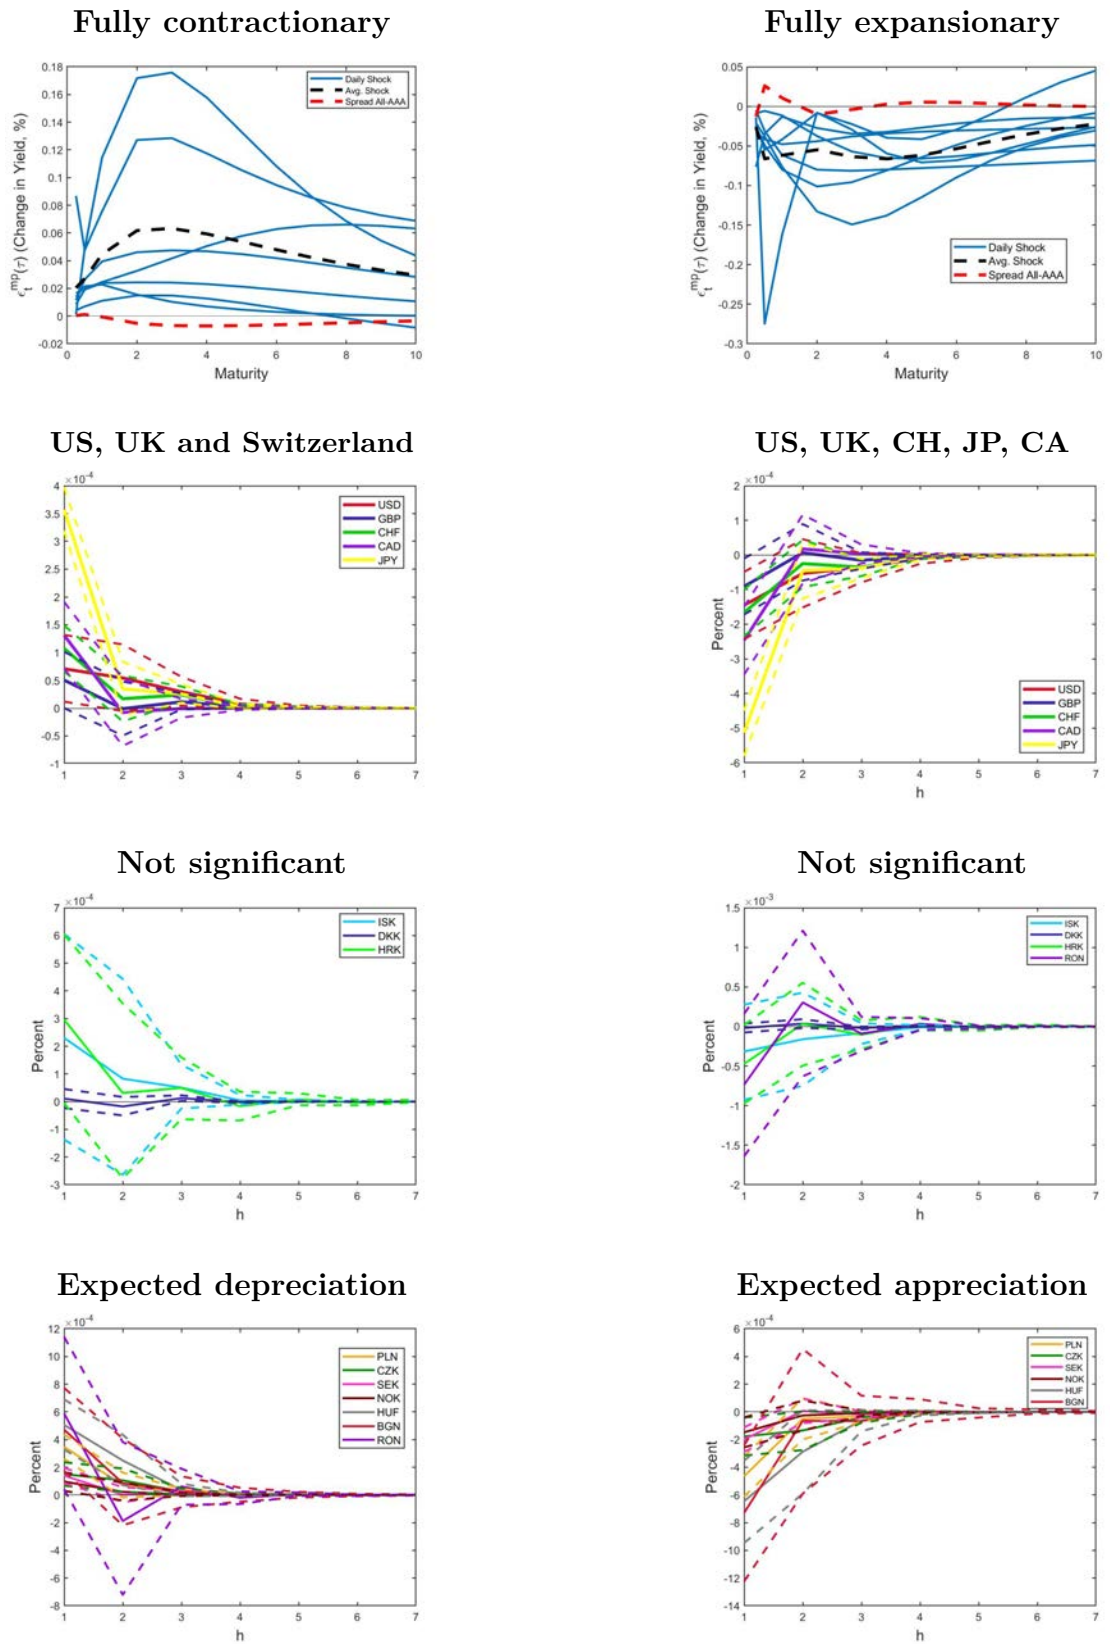 Fully contractionary
Fully expansionary
0.18
0.16
0.14
0.12
0.1
0.08
0.06
0.04
0.02
0
-0.02
ϵ_t^mp(τ) (Change in Yield, %)
Daily Shock
Avg. Shock
Spread All-AAA
0 2 4 6 8 10
Maturity
0.05
0
-0.05
-0.1
-0.15
-0.2
-0.25
-0.3
ϵ_t^mp(τ) (Change in Yield, %)
Daily Shock
Avg. Shock
Spread All-AAA
0 2 4 6 8 10
Maturity
US, UK and Switzerland
US, UK, CH, JP, CA
×10^-4
4
3.5
3
2.5
2
1.5
1
0.5
0
-0.5
-1
USD
GBP
CHF
CAD
JPY
1 2 3 4 5 6 7
×10^-4
2
1
0
-1
-2
-3
-4
-5
-6
Percent
USD
GBP
CHF
CAD
JPY
1 2 3 4 5 6 7
h
Not significant
Not significant
×10^-4
7
6
5
4
3
2
1
0
-1
-2
-3
Percent
ISK
DKK
HRK
1 2 3 4 5 6 7
h
×10^-3
1.5
1
0.5
0
-0.5
-1
-1.5
-2
Percent
ISK
DKK
HRK
RON
1 2 3 4 5 6 7
h
Expected depreciation
Expected appreciation
×10^-4
12
10
8
6
4
2
0
-2
-4
-6
-8
Percent
PLN
CZK
SEK
NOK
HUF
BGN
RON
1 2 3 4 5 6 7
h
×10^-4
6
4
2
0
-2
-4
-6
-8
-10
-12
-14
Percent
PLN
CZK
SEK
NOK
HUF
BGN
1 2 3 4 5 6 7
h